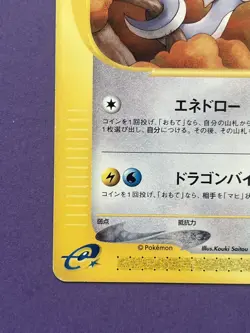 エネドロー
コインを1回投げ、「おもて」なら、自分の山札か
1枚選び出し、自分につける。その後、その山札
ドラゴンバイ
コインを1回投げ、「おもて」なら、相手を「マヒ」状
弱点 抵抗力
e
© Pokémon Illus. Kouki Saitou